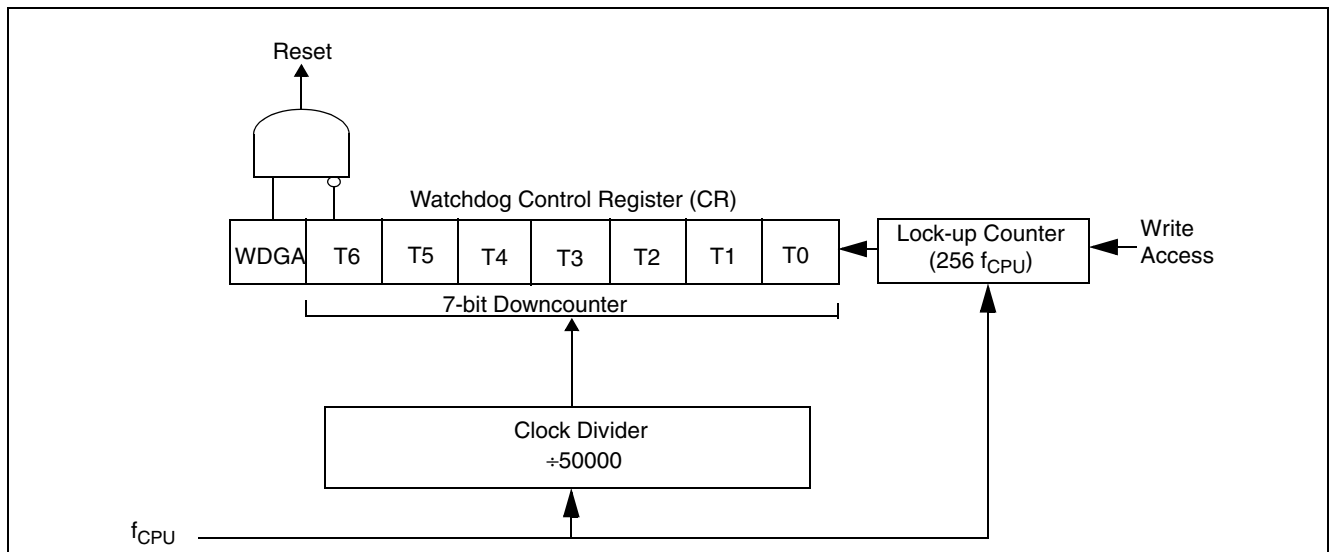 Reset
Watchdog Control Register (CR)
WDGA T6 T5 T4 T3 T2 T1 T0
7-bit Downcounter
Lock-up Counter
(256 fCPU)
Write
Access
Clock Divider
÷50000
fCPU